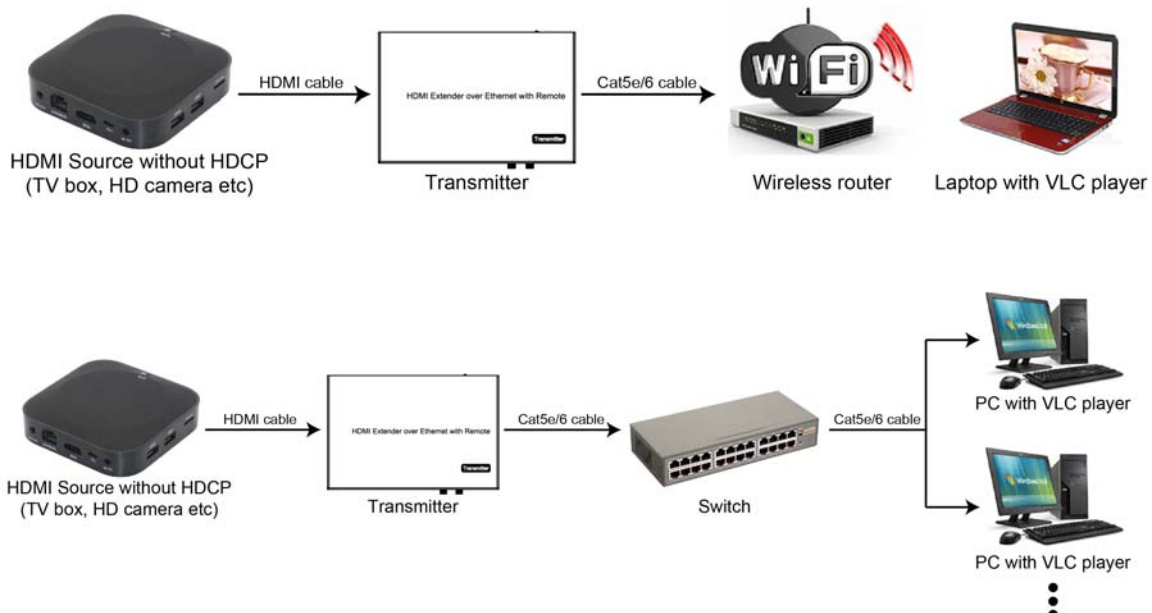 HDMI cable
HDMI Extender over Ethernet with Remote
Transmitter
Cat5e/6 cable
Wi Fi
HDMI Source without HDCP
(TV box, HD camera etc)
Transmitter
Wireless router
Laptop with VLC player
HDMI cable
HDMI Extender over Ethernet with Remote
Transmitter
Cat5e/6 cable
Cat5e/6 cable
PC with VLC player
HDMI Source without HDCP
(TV box, HD camera etc)
Transmitter
Switch
PC with VLC player